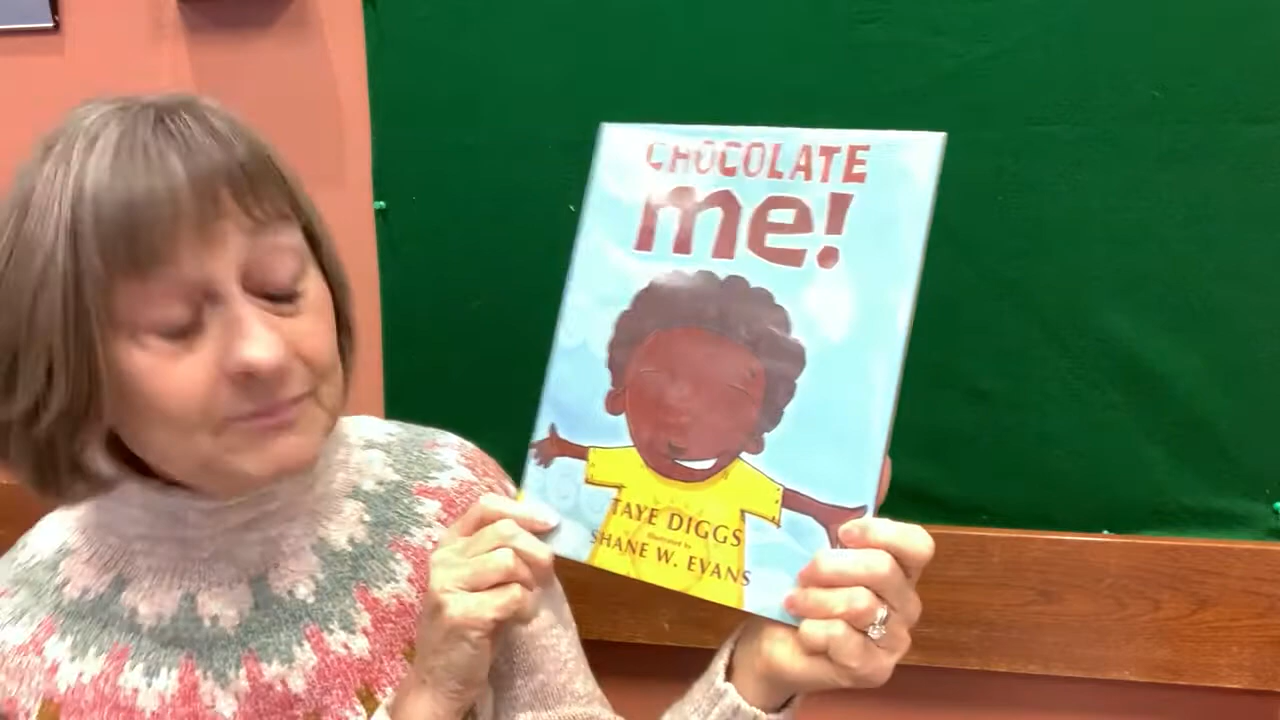 CHOCOLATE
me!
TAYE DIGGS
Illustrated by
SHANE W. EVANS